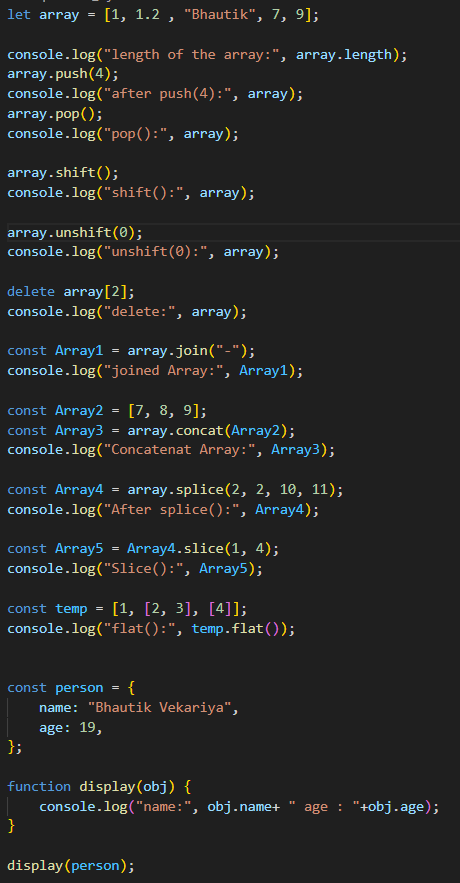 let array = [1, 1.2 , "Bhautik", 7, 9];
console.log("length of the array:", array.length);
array.push(4);
console.log("after push(4):", array);
array.pop();
console.log("pop():", array);
array.shift();
console.log("shift():", array);
array.unshift(0);
console.log("unshift(0):", array);
delete array[2];
console.log("delete:", array);
const Array1 = array.join("-");
console.log("joined Array:", Array1);
const Array2 = [7, 8, 9];
const Array3 = array.concat(Array2);
console.log("Concatenat Array:", Array3);
const Array4 = array.splice(2, 2, 10, 11);
console.log("After splice():", Array4);
const Array5 = Array4.slice(1, 4);
console.log("Slice():", Array5);
const temp = [1, [2, 3], [4]];
console.log("flat():", temp.flat());
const person = {
    name: "Bhautik Vekariya",
    age: 19,
};
function display(obj) {
    console.log("name:", obj.name+ " age : "+obj.age);
}
display(person);